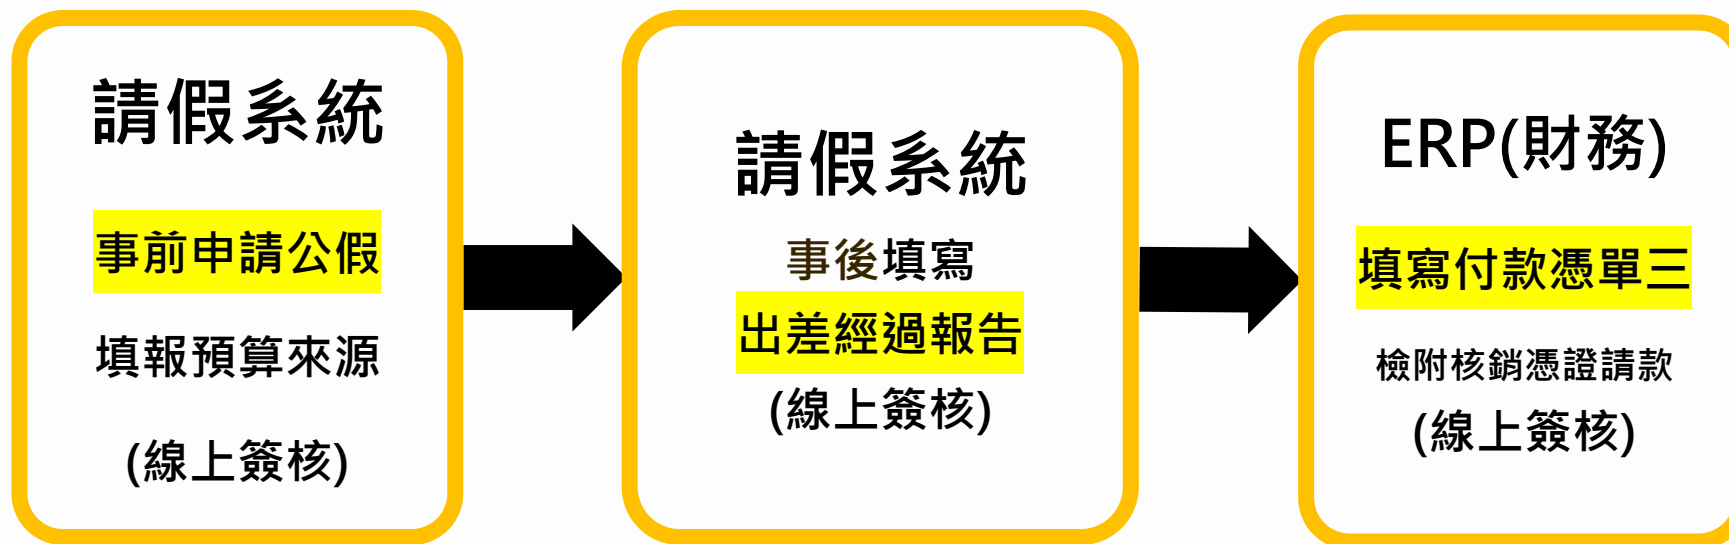 請假系統
事前申請公假
填報預算來源
(線上簽核)
請假系統
事後填寫
出差經過報告
(線上簽核)
ERP(財務)
填寫付款憑單三
檢附核銷憑證請款
(線上簽核)